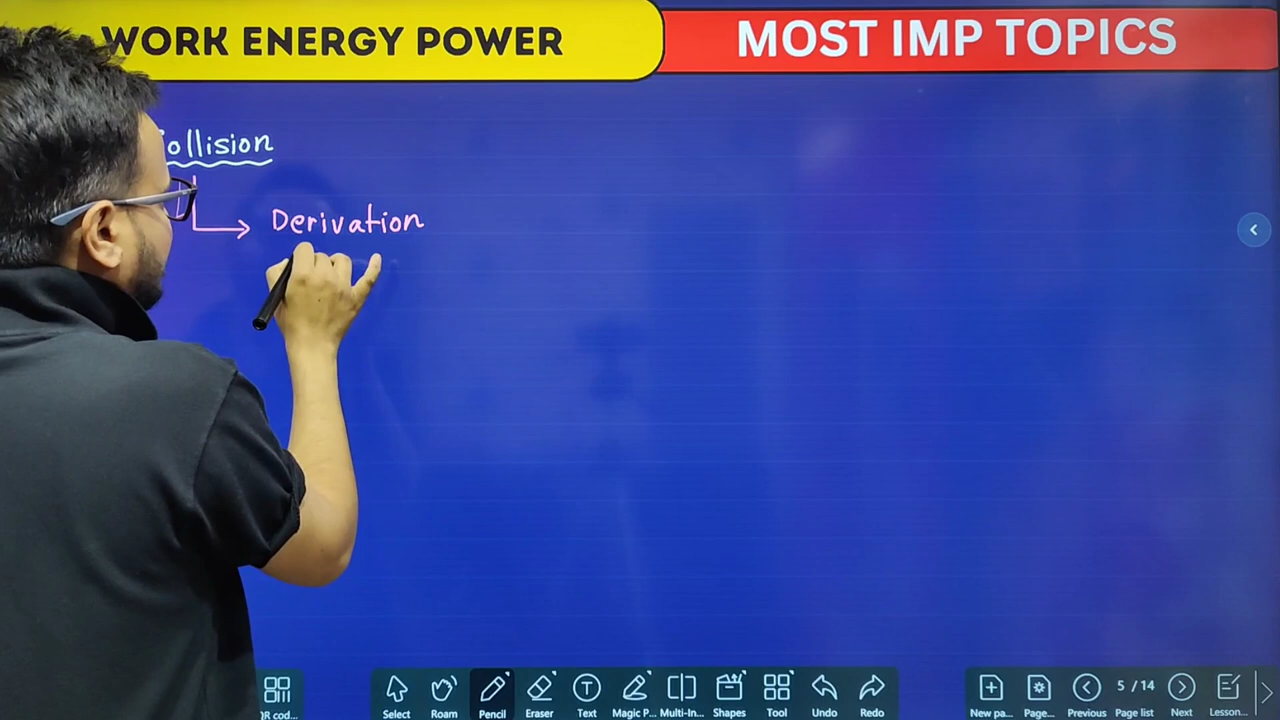 WORK ENERGY POWER
MOST IMP TOPICS
ollision
Derivation
Select
Roam
Pencil
Eraser
Text
Magic P...
Multi-In...
Shapes
Tool
Undo
Redo
New pa...
Page...
Previous
5 / 14
Page list
Next
Lesson...